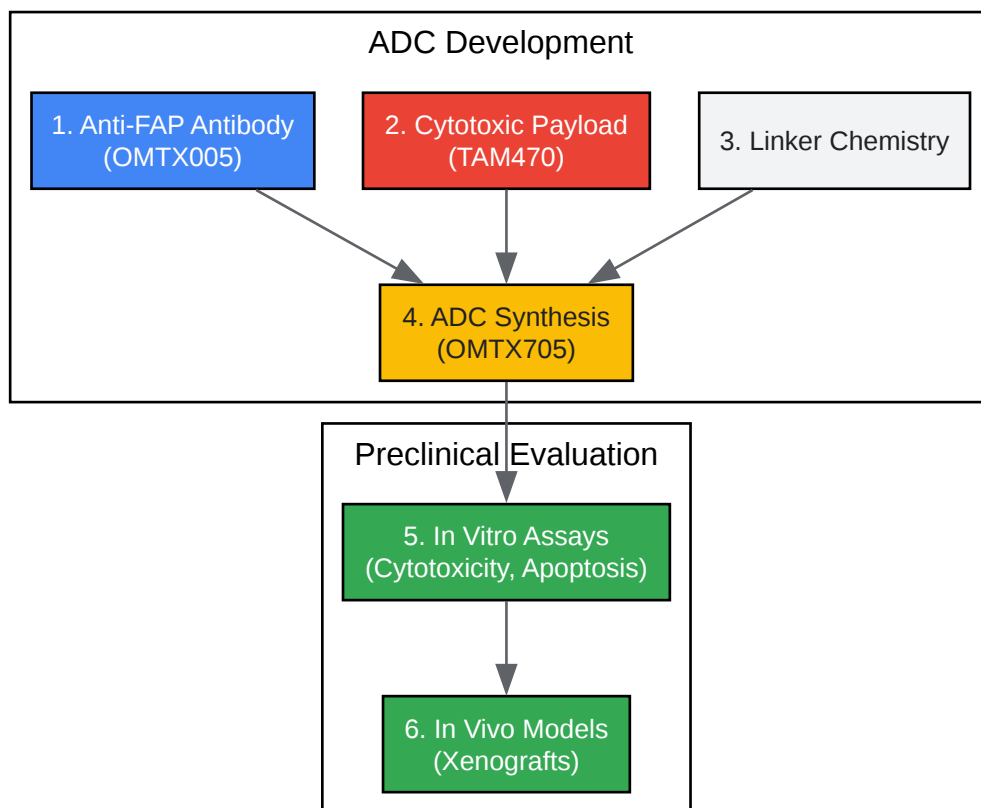 ADC Development
1. Anti-FAP Antibody
(OMTX005)
2. Cytotoxic Payload
(TAM470)
3. Linker Chemistry
4. ADC Synthesis
(OMTX705)
Preclinical Evaluation
5. In Vitro Assays
(Cytotoxicity, Apoptosis)
6. In Vivo Models
(Xenografts)